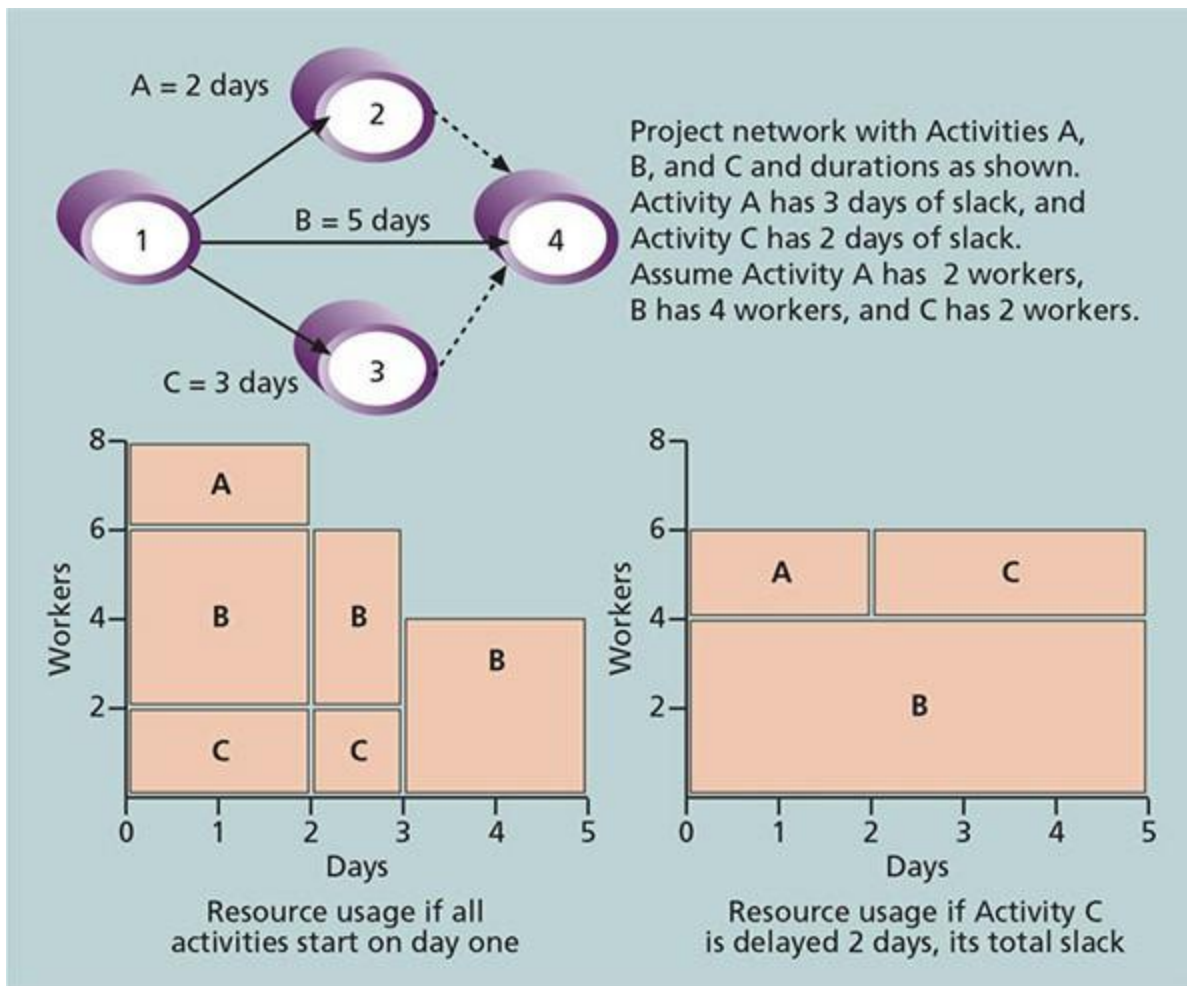 A = 2 days
2
1
B = 5 days
4
C = 3 days
3
Project network with Activities A,
B, and C and durations as shown.
Activity A has 3 days of slack, and
Activity C has 2 days of slack.
Assume Activity A has 2 workers,
B has 4 workers, and C has 2 workers.
Workers
8
6
4
2
A
B
B
B
C
C
0 1 2 3 4 5
Days
Resource usage if all
activities start on day one
Workers
8
6
4
2
A
C
B
0 1 2 3 4 5
Days
Resource usage if Activity C
is delayed 2 days, its total slack